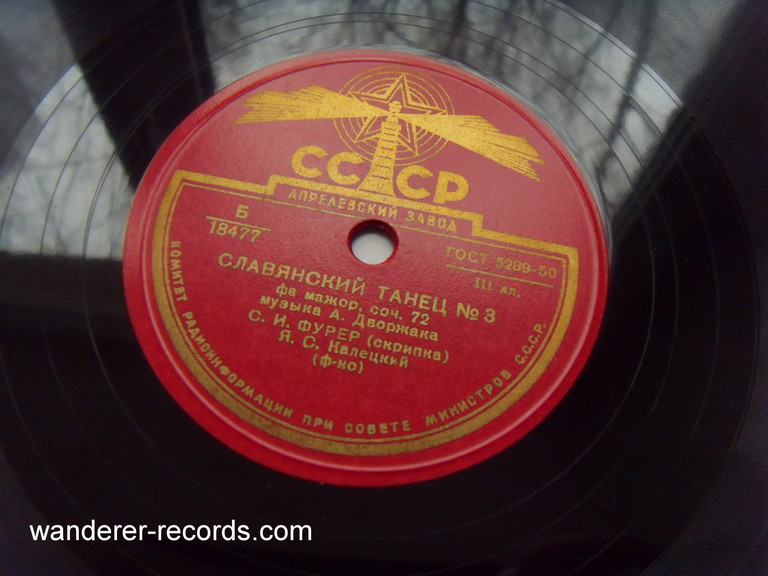 СССР
АПРЕЛЕВСКИЙ ЗАВОД
Б
18477
ГОСТ 5289-50
III кл.
СЛАВЯНСКИЙ ТАНЕЦ № 3
фа мажор, соч. 72
музыка А. Дворжака
С. И. ФУРЕР (скрипка)
Я. С. Калецкий
(ф-но)
КОМИТЕТ РАДИОИНФОРМАЦИИ ПРИ СОВЕТЕ МИНИСТРОВ С.С.С.Р.
wanderer-records.com